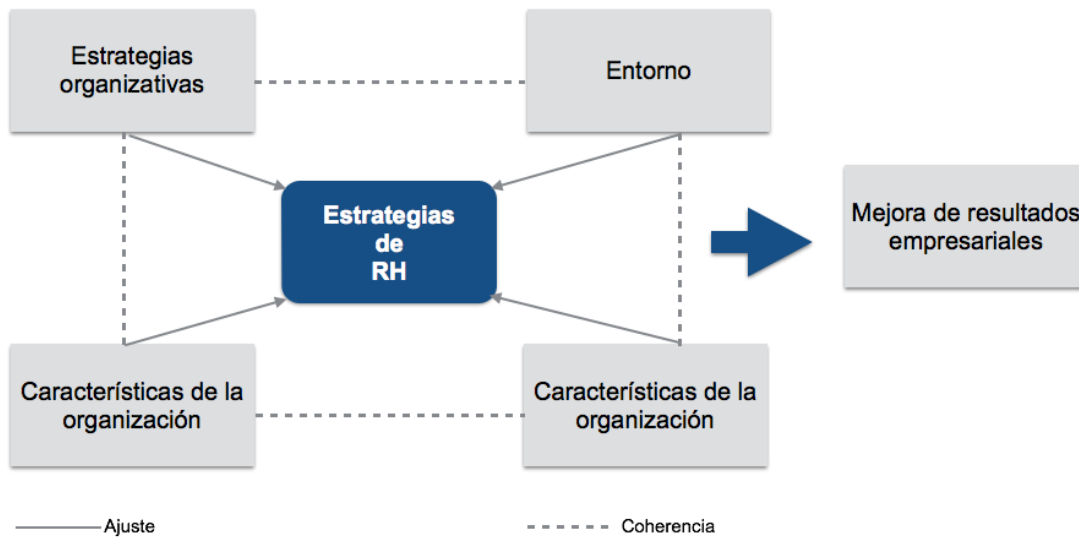 Estrategias
organizativas
Entorno
Estrategias
de
RH
Mejora de resultados
empresariales
Características de la
organización
Características de la
organización
Ajuste
Coherencia